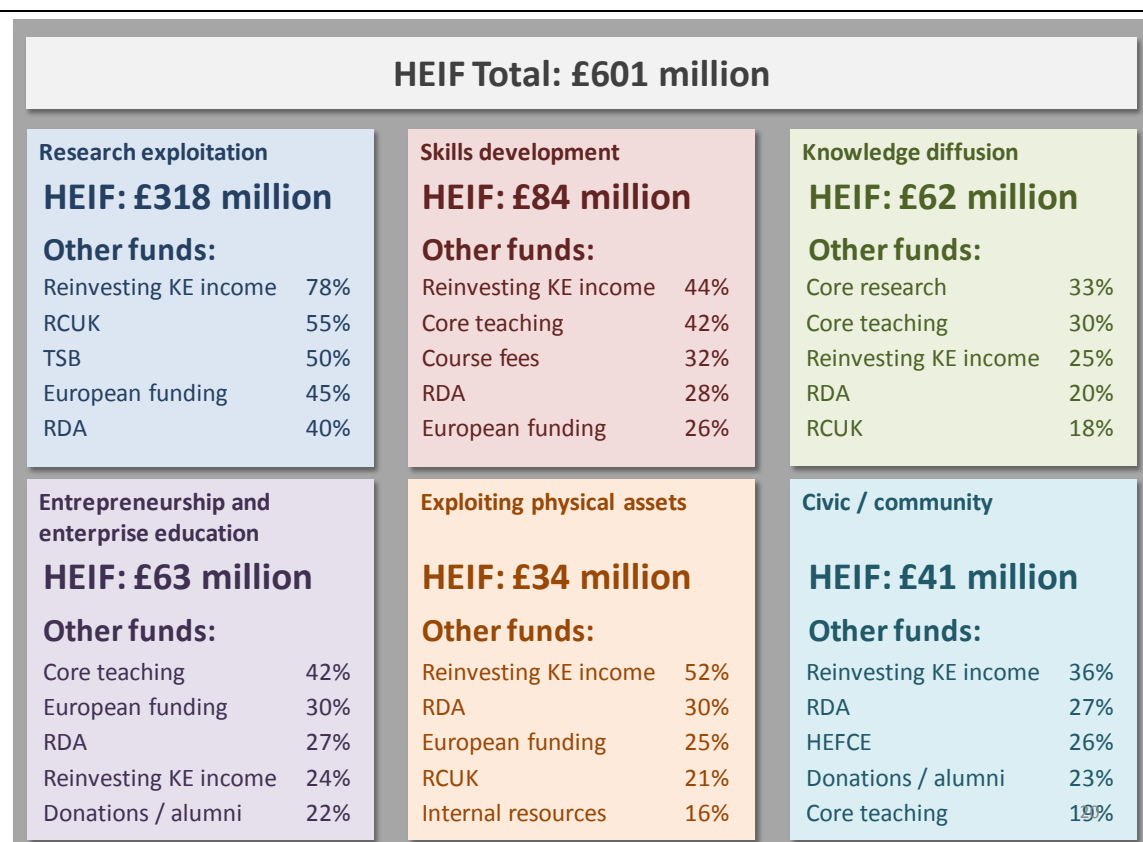 HEIF Total: £601 million
Research exploitation
HEIF: £318 million
Other funds:
Reinvesting KE income 78%
RCUK 55%
TSB 50%
European funding 45%
RDA 40%
Skills development
HEIF: £84 million
Other funds:
Reinvesting KE income 44%
Core teaching 42%
Course fees 32%
RDA 28%
European funding 26%
Knowledge diffusion
HEIF: £62 million
Other funds:
Core research 33%
Core teaching 30%
Reinvesting KE income 25%
RDA 20%
RCUK 18%
Entrepreneurship and
enterprise education
HEIF: £63 million
Other funds:
Core teaching 42%
European funding 30%
RDA 27%
Reinvesting KE income 24%
Donations / alumni 22%
Exploiting physical assets
HEIF: £34 million
Other funds:
Reinvesting KE income 52%
RDA 30%
European funding 25%
RCUK 21%
Internal resources 16%
Civic / community
HEIF: £41 million
Other funds:
Reinvesting KE income 36%
RDA 27%
HEFCE 26%
Donations / alumni 23%
Core teaching 19%